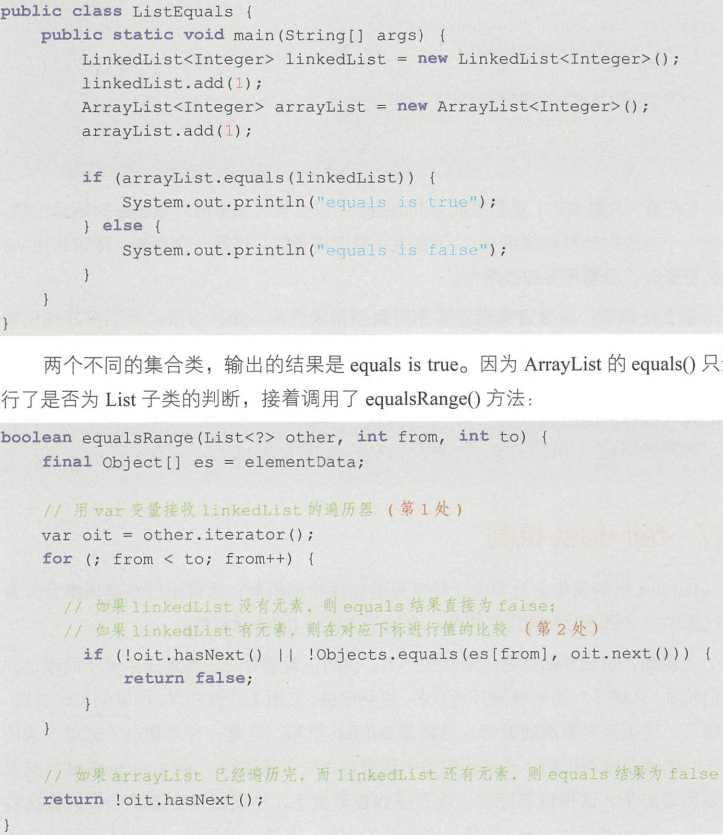 public class ListEquals {
    public static void main(String[] args) {
        LinkedList<Integer> linkedList = new LinkedList<Integer>();
        linkedList.add(1);
        ArrayList<Integer> arrayList = new ArrayList<Integer>();
        arrayList.add(1);
        if (arrayList.equals(linkedList)) {
            System.out.println("equals is true");
        } else {
            System.out.println("equals is false");
        }
    }
}
两个不同的集合类，输出的结果是 equals is true。因为 ArrayList 的 equals() 只
行了是否为 List 子类的判断，接着调用了 equalsRange() 方法：
boolean equalsRange(List<?> other, int from, int to) {
    final Object[] es = elementData;
    // 用 var 变量接收 linkedList 的遍历器（第1处）
    var oit = other.iterator();
    for (; from < to; from++) {
        // 如果 linkedList 没有元素，则 equals 结果直接为 false；
        // 如果 linkedList 有元素，则在对应下标进行值的比较（第2处）
        if (!oit.hasNext() || !Objects.equals(es[from], oit.next())) {
            return false;
        }
    }
    // 如果 arrayList 已经遍历完，而 linkedList 还有元素，则 equals 结果为 false
    return !oit.hasNext();
}